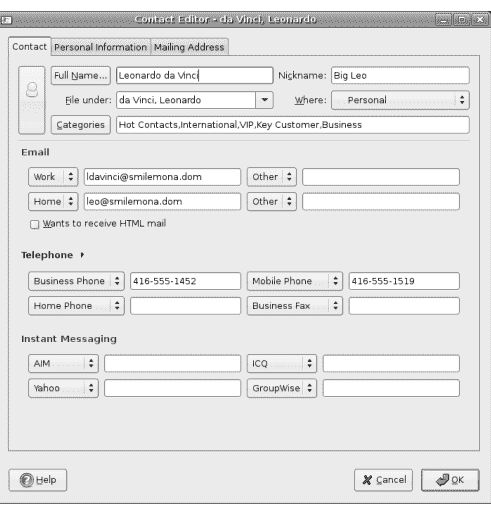 Contact Editor - da Vinci, Leonardo
Contact Personal Information Mailing Address
Full Name... Leonardo da Vinci Nickname: Big Leo
File under: da Vinci, Leonardo Where: Personal
Categories Hot Contacts,International,VIP,Key Customer,Business
Email
Work ldavinci@smilemona.dom Other
Home leo@smilemona.dom Other
Wants to receive HTML mail
Telephone
Business Phone 416-555-1452 Mobile Phone 416-555-1519
Home Phone Business Fax
Instant Messaging
AIM ICQ
Yahoo GroupWise
Help Cancel OK